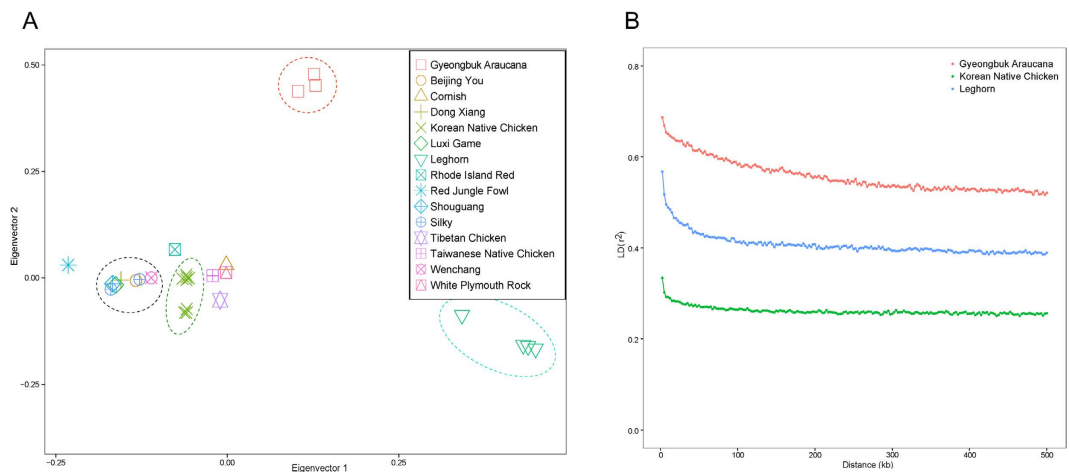 A
B
Eigenvector 2
0.50
0.25
0.00
−0.25
−0.25
0.00
0.25
Eigenvector 1
Gyeongbuk Araucana
Beijing You
Cornish
Dong Xiang
Korean Native Chicken
Luxi Game
Leghorn
Rhode Island Red
Red Jungle Fowl
Shouguang
Silky
Tibetan Chicken
Taiwanese Native Chicken
Wenchang
White Plymouth Rock
LD(r²)
0.8
0.6
0.4
0.2
0.0
0
100
200
300
400
500
Distance (kb)
Gyeongbuk Araucana
Korean Native Chicken
Leghorn